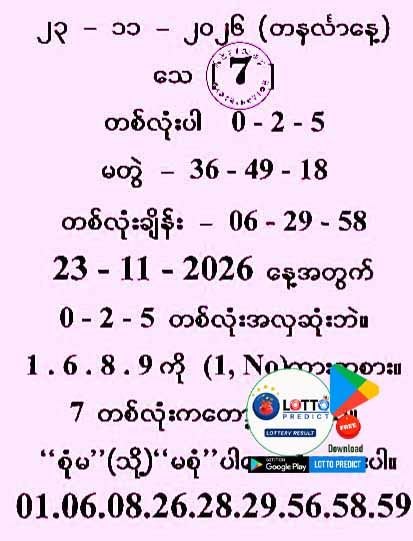 ၂၃ – ၁၁ – ၂၀၂၆ (တနင်္လာနေ့)
သေ [7]
တစ်လုံးပါ 0 - 2 - 5
မတွဲ – 36 - 49 - 18
တစ်လုံးချိန်း – 06 - 29 - 58
23 - 11 - 2026 နေ့အတွက်
0 - 2 - 5 တစ်လုံးအလှဆုံးဘဲ။
1 . 6 . 8 . 9 ကို (1, No)
7 တစ်လုံးကတော့
LOTTO
PREDICT
LOTTERY RESULT
FREE
Download
GET IT ON
Google Play
LOTTO PREDICT
“စုံမ” (သို့) “မစုံ” ပါ
01.06.08.26.28.29.56.58.59